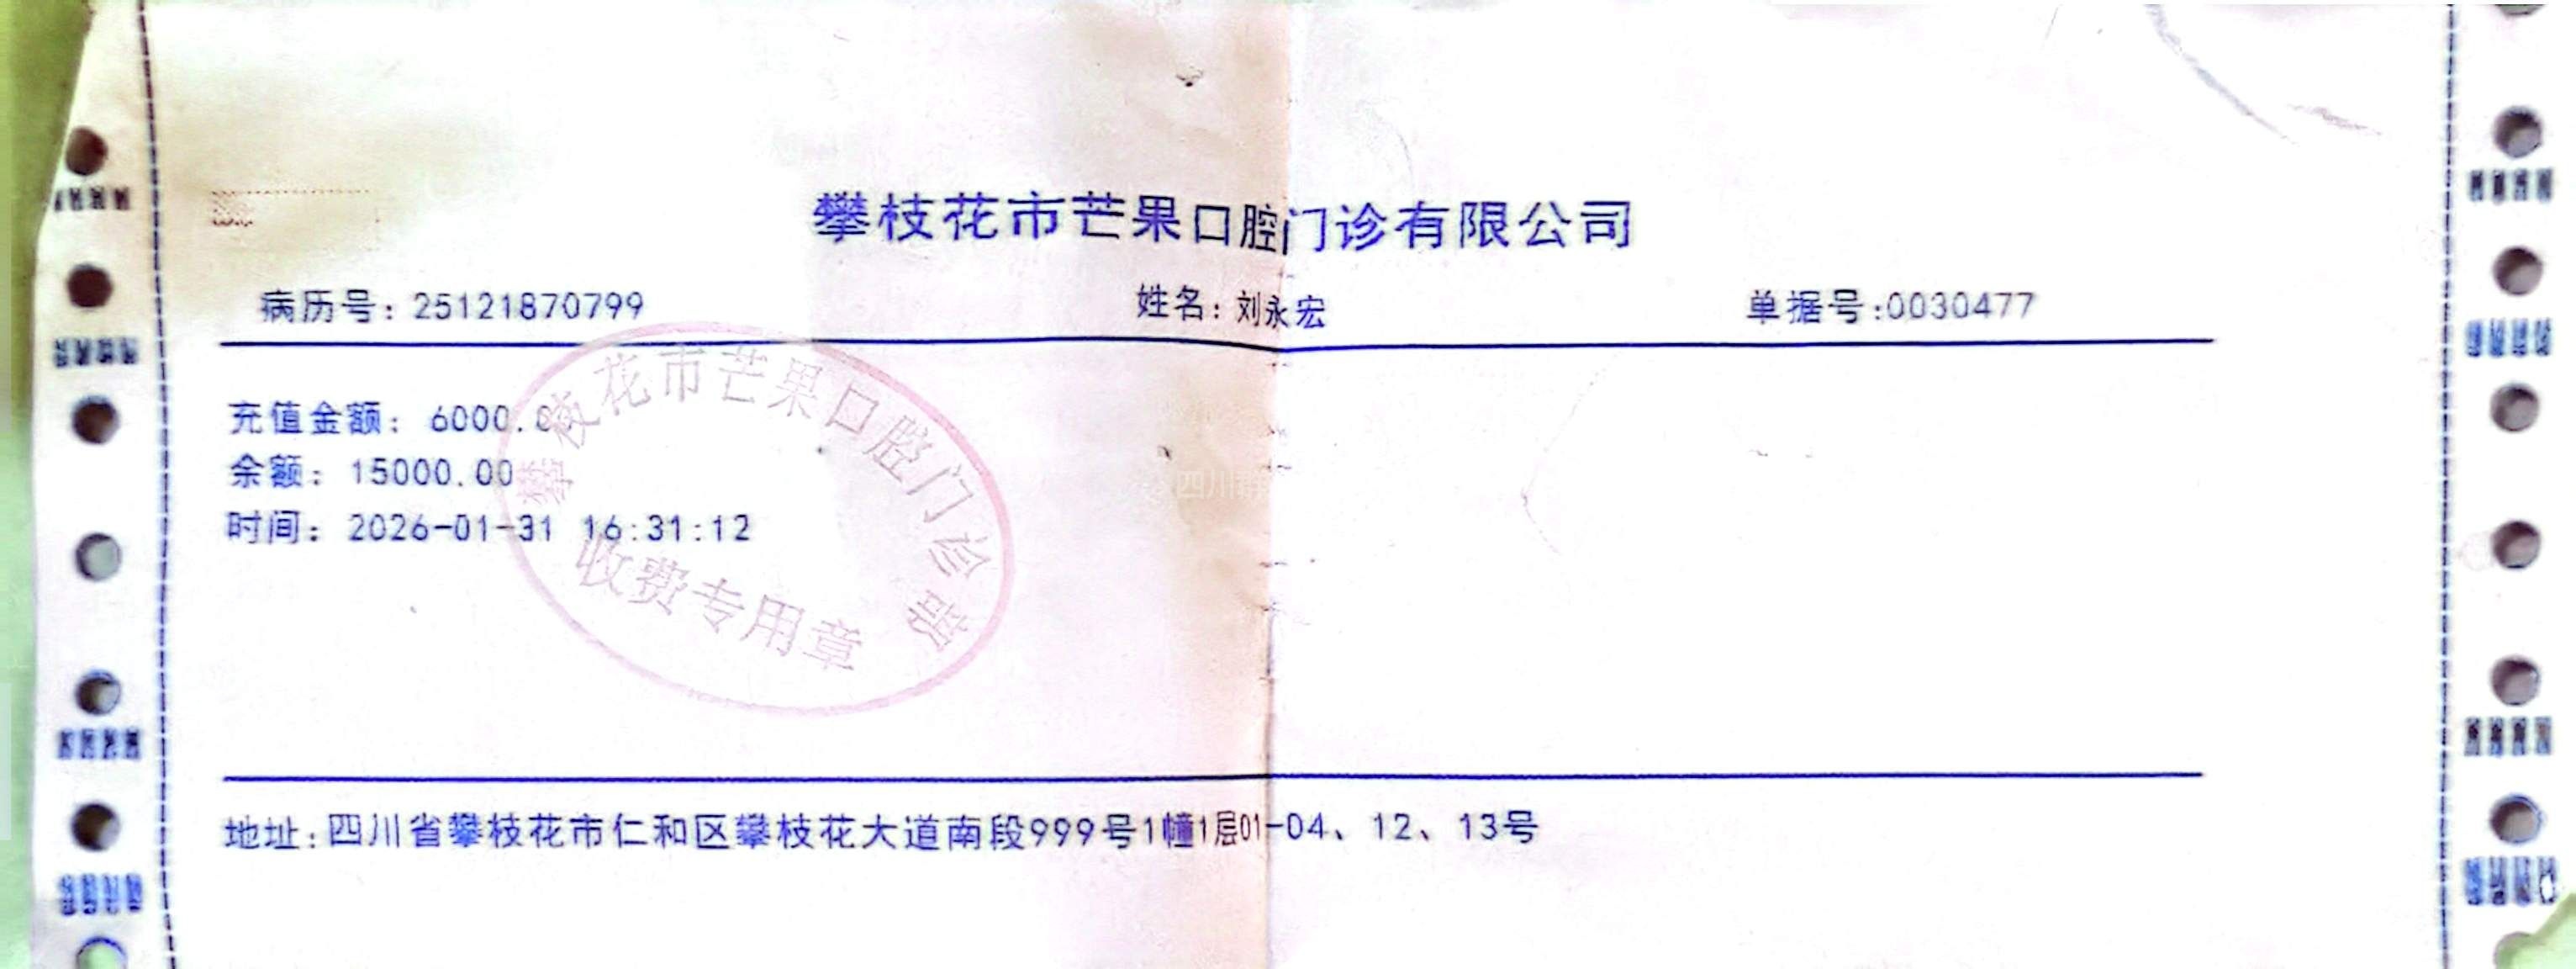 攀枝花市芒果口腔门诊有限公司
病历号：25121870799 姓名：刘永宏 单据号:0030477
充值金额：6000.00
余额：15000.00
时间：2026-01-31 16:31:12
攀枝花市芒果口腔门诊部
收费专用章
地址:四川省攀枝花市仁和区攀枝花大道南段999号1幢1层01-04、12、13号